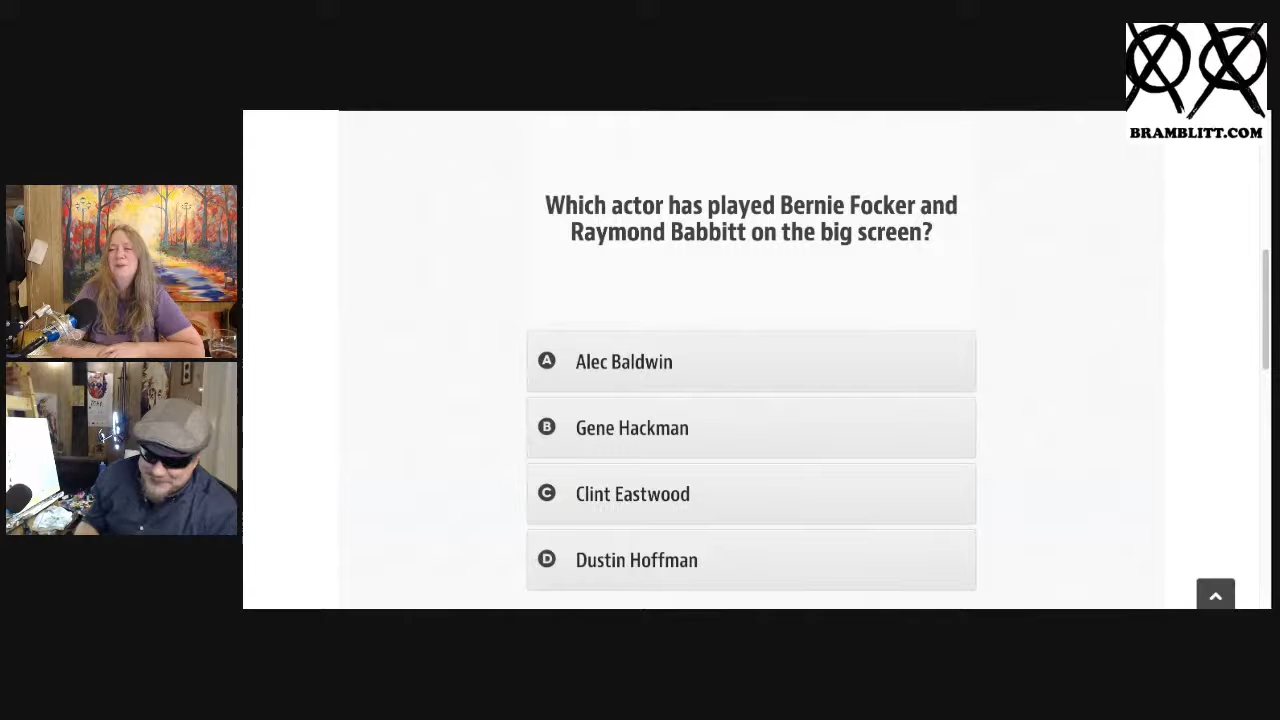 BRAMBLITT.COM
Which actor has played Bernie Focker and
Raymond Babbitt on the big screen?
A Alec Baldwin
B Gene Hackman
C Clint Eastwood
D Dustin Hoffman